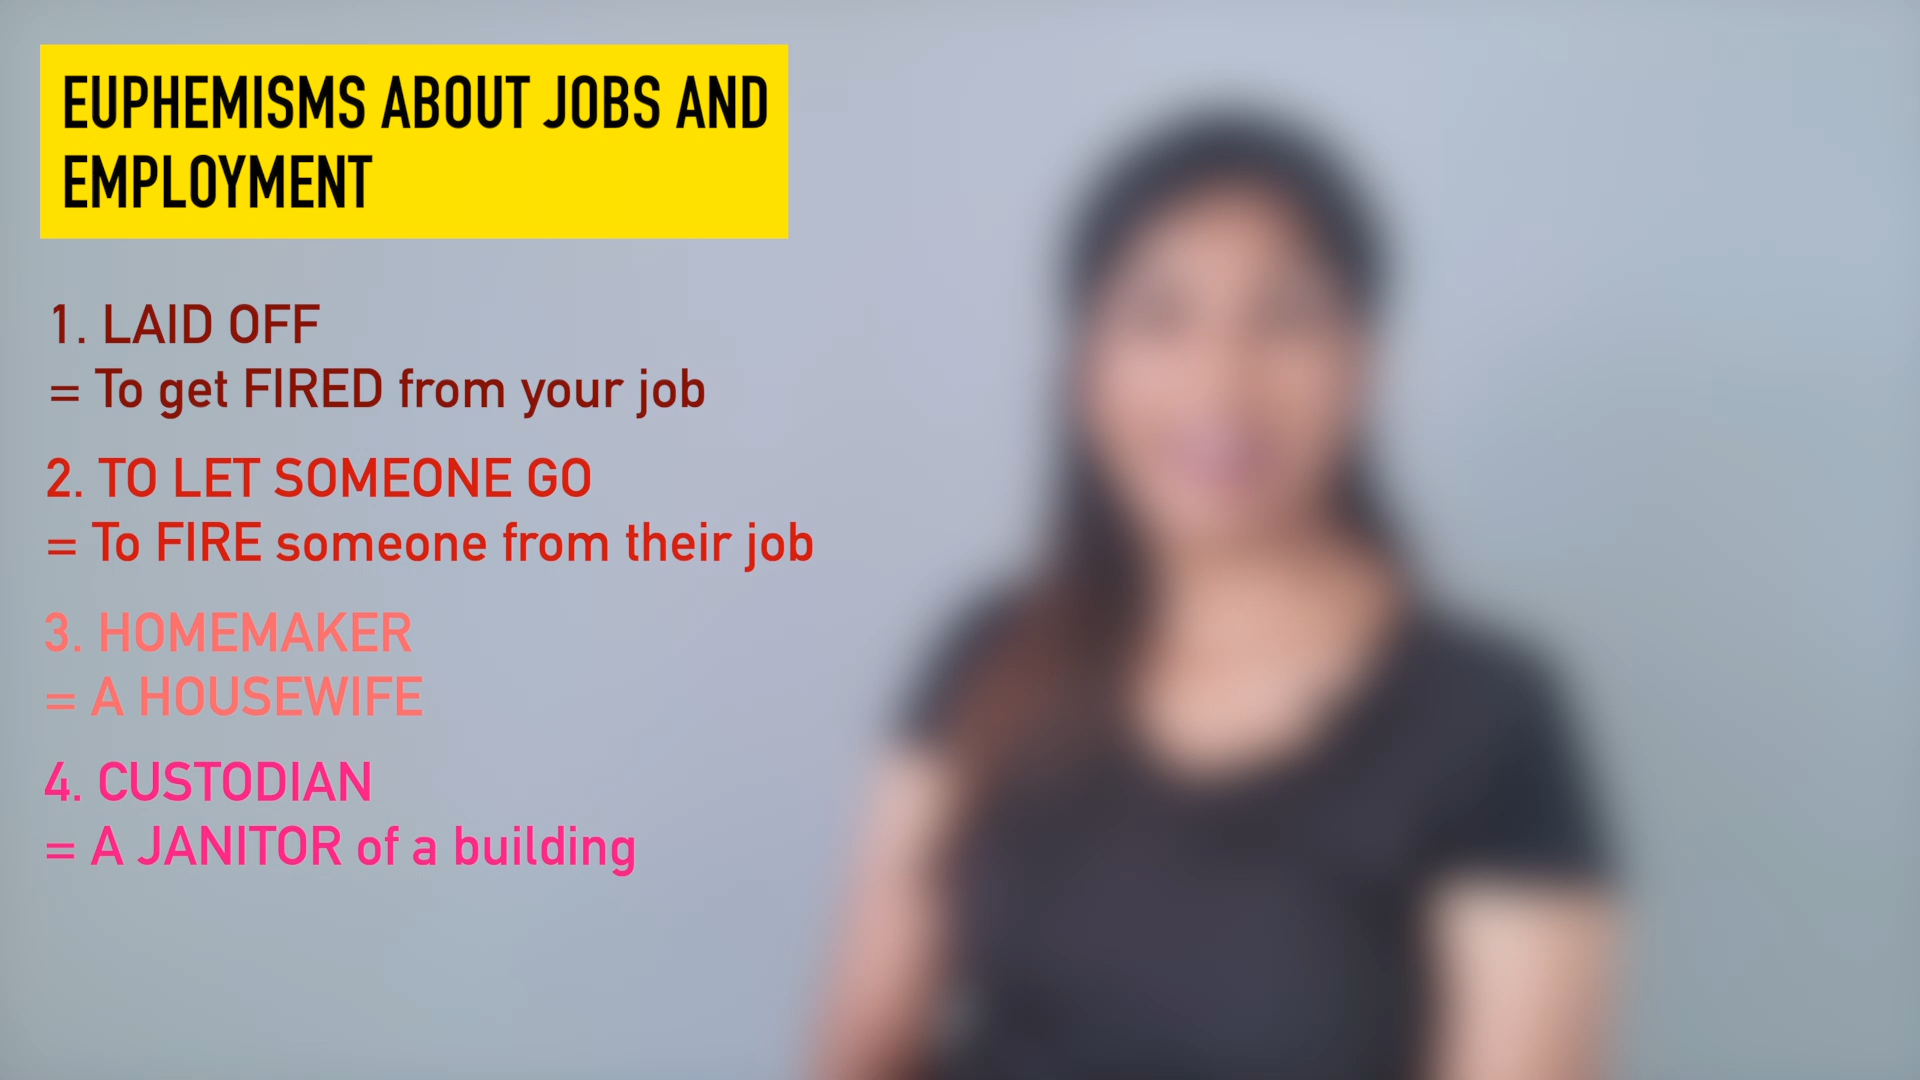 EUPHEMISMS ABOUT JOBS AND
EMPLOYMENT
1. LAID OFF
= To get FIRED from your job
2. TO LET SOMEONE GO
= To FIRE someone from their job
3. HOMEMAKER
= A HOUSEWIFE
4. CUSTODIAN
= A JANITOR of a building